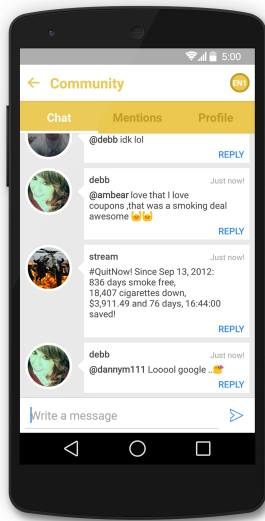 5:00
Community
EN1
Chat Mentions Profile
@debb idk lol
REPLY
debb Just now!
@ambear love that I love
coupons ,that was a smoking deal
awesome
REPLY
stream Just now!
#QuitNow! Since Sep 13, 2012:
836 days smoke free,
18,407 cigarettes down,
$3,911.49 and 76 days, 16:44:00
saved!
REPLY
debb Just now!
@dannym111 Looool google ..
REPLY
Write a message